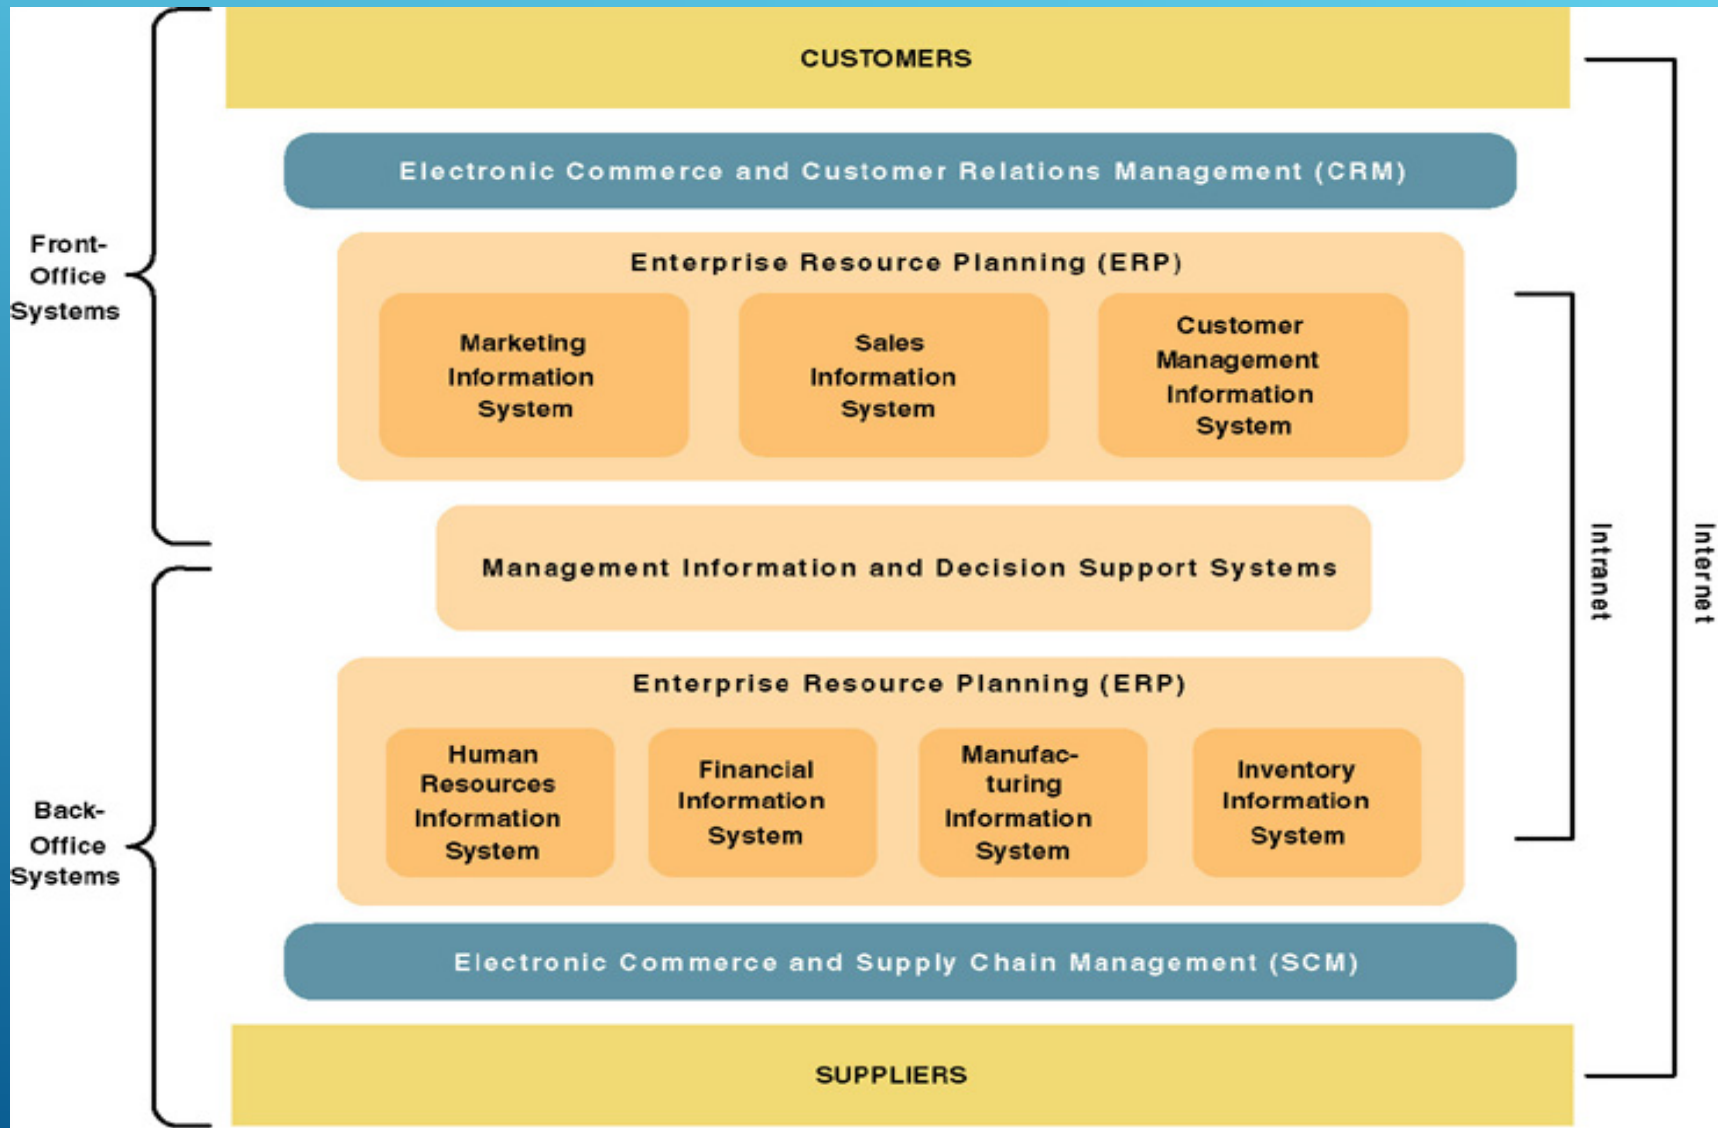 CUSTOMERS
Electronic Commerce and Customer Relations Management (CRM)
Front-
Office
Systems
Enterprise Resource Planning (ERP)
Marketing
Information
System
Sales
Information
System
Customer
Management
Information
System
Management Information and Decision Support Systems
Intranet
Internet
Enterprise Resource Planning (ERP)
Back-
Office
Systems
Human
Resources
Information
System
Financial
Information
System
Manufac-
turing
Information
System
Inventory
Information
System
Electronic Commerce and Supply Chain Management (SCM)
SUPPLIERS